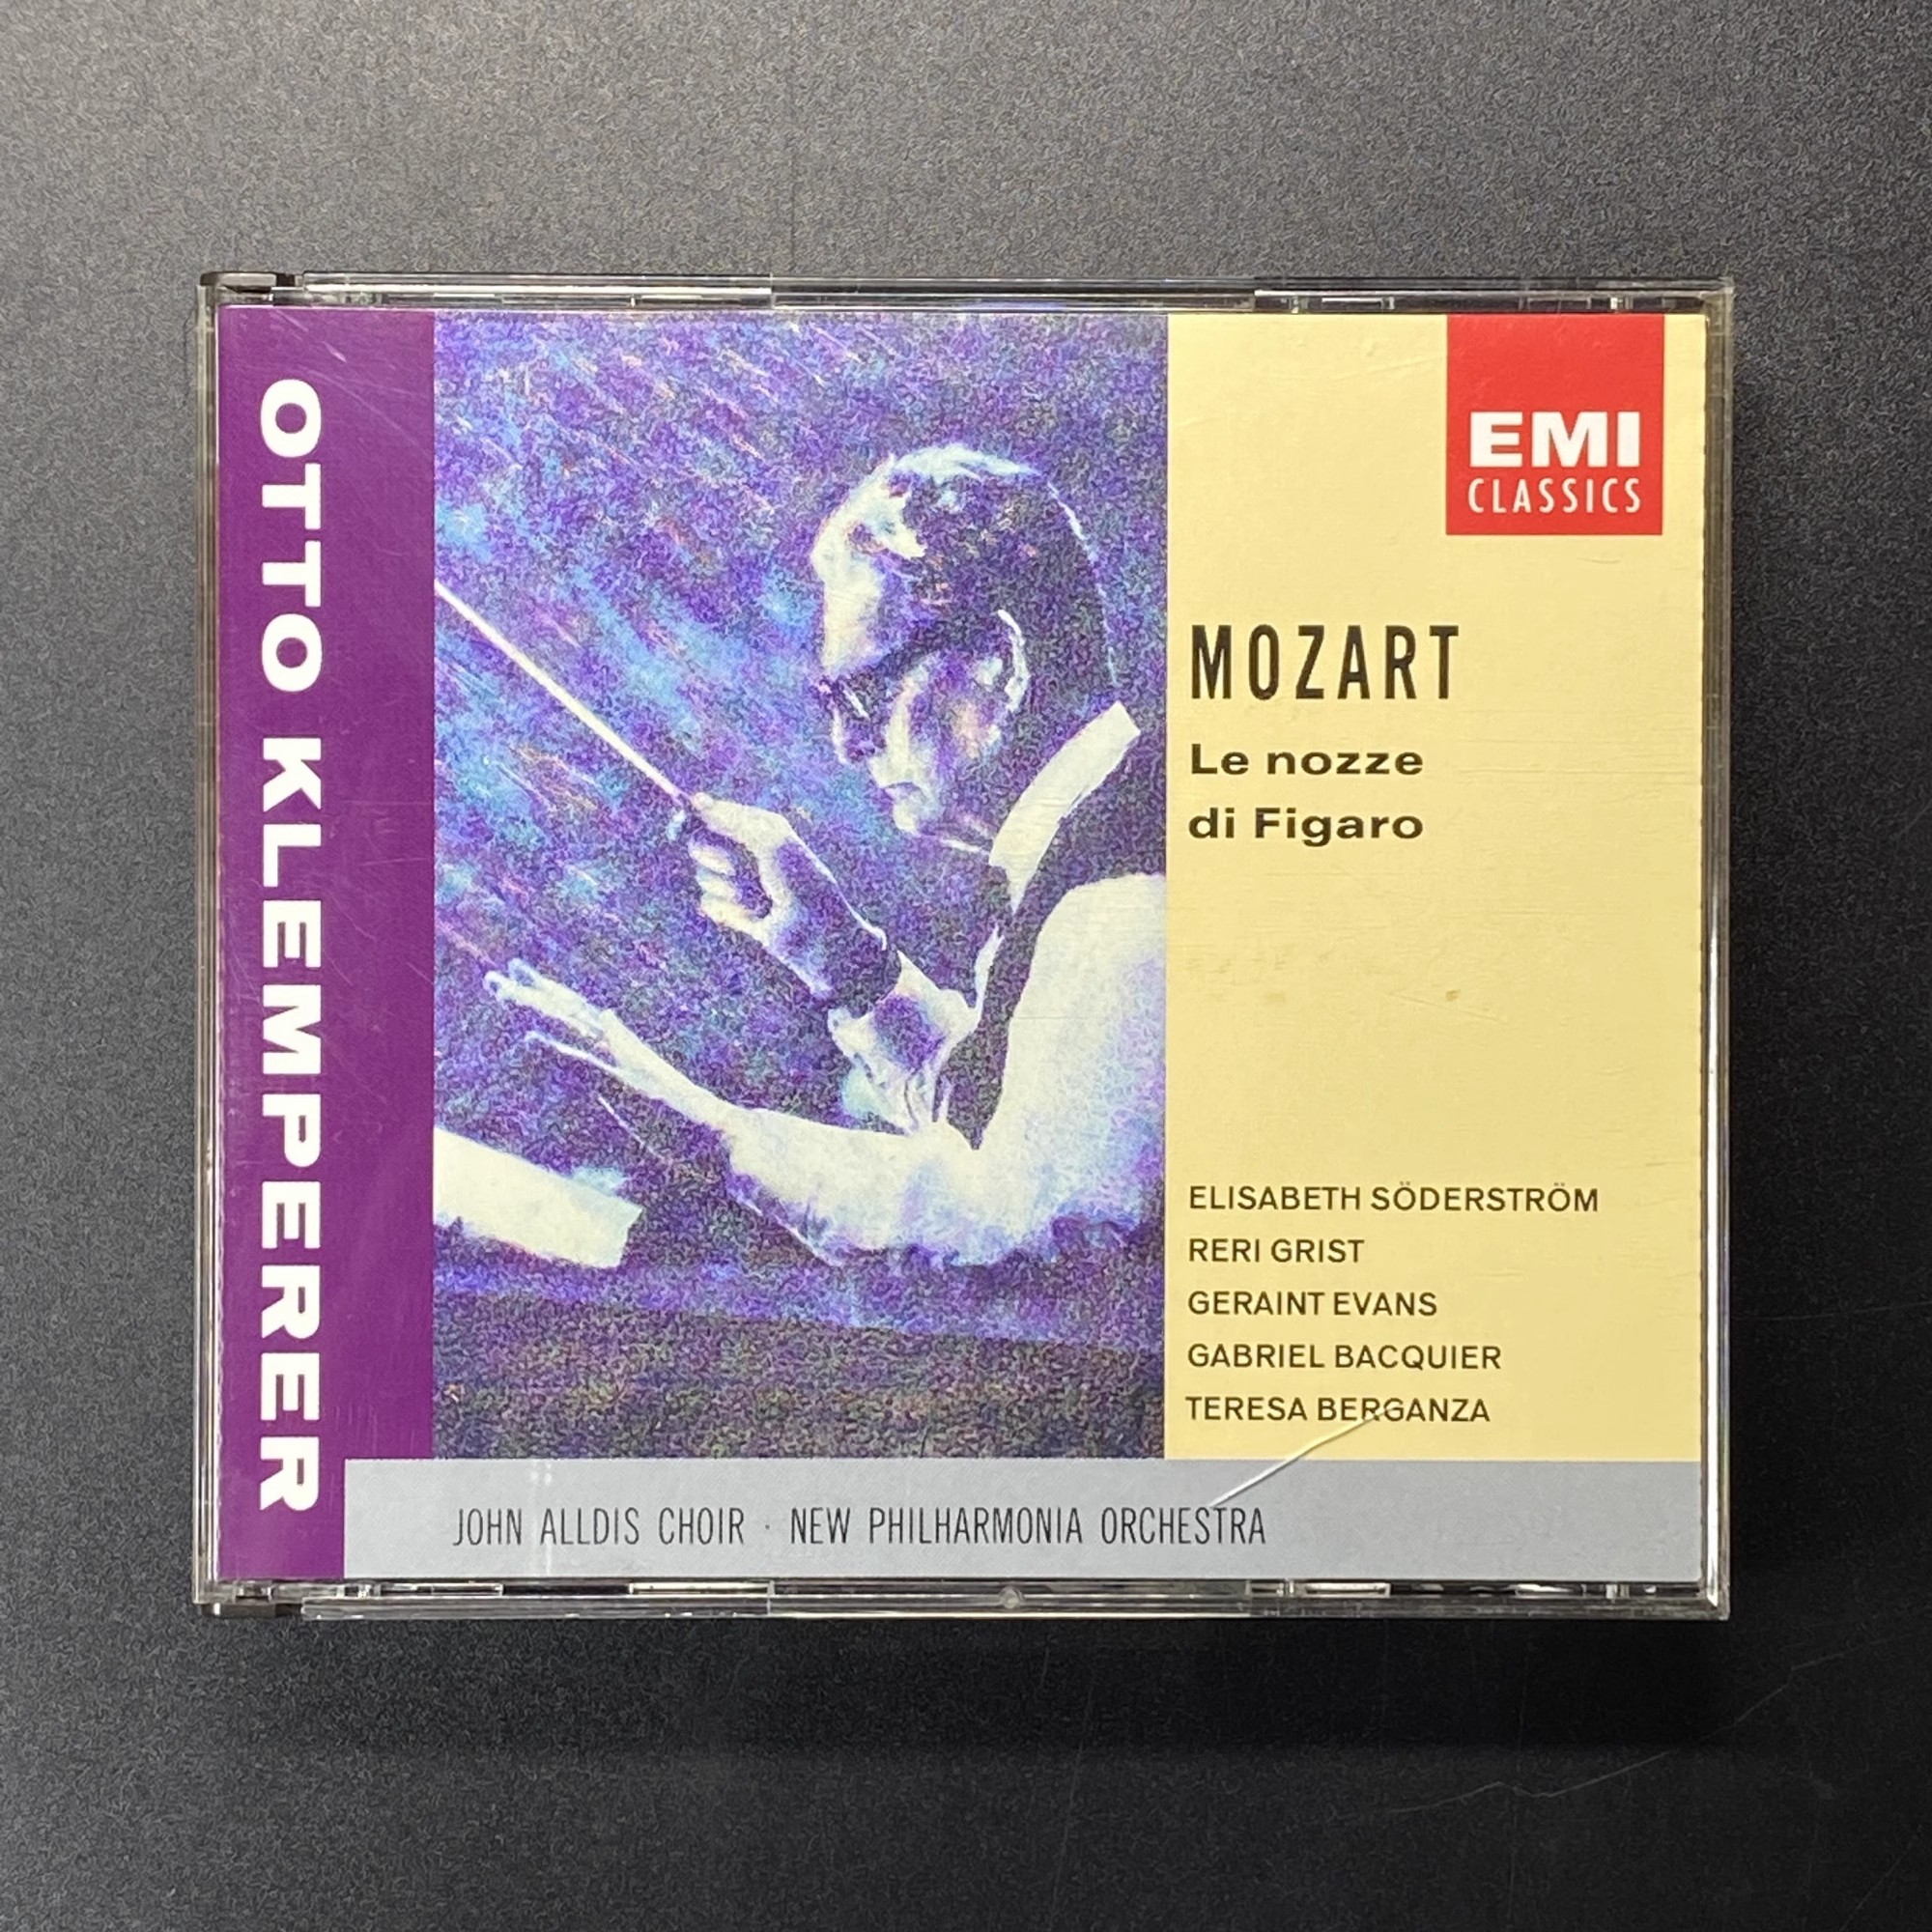 OTTO KLEMPERER
EMI
CLASSICS
MOZART
Le nozze
di Figaro
ELISABETH SÖDERSTRÖM
RERI GRIST
GERAINT EVANS
GABRIEL BACQUIER
TERESA BERGANZA
JOHN ALLDIS CHOIR · NEW PHILHARMONIA ORCHESTRA